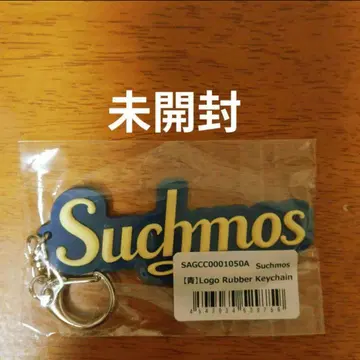 未開封
Suchmos
SAGCC0001050A Suchmos
[青]Logo Rubber Keychain